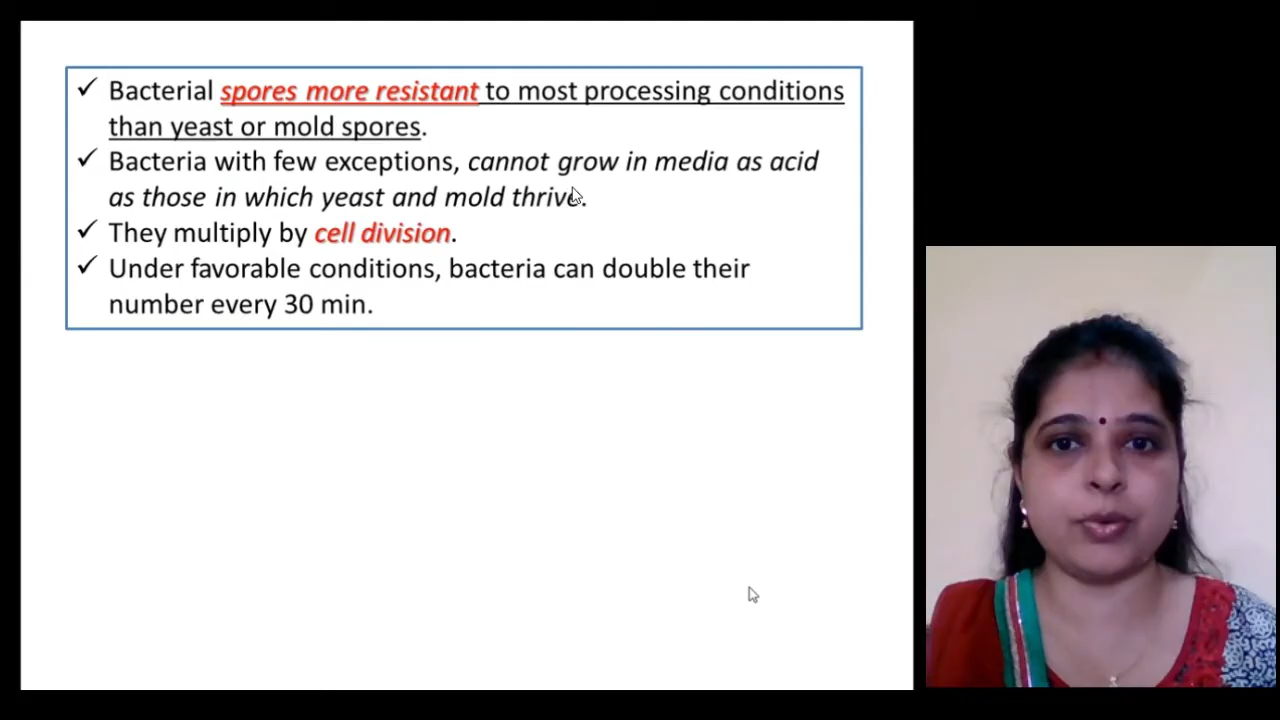 ✓ Bacterial spores more resistant to most processing conditions
than yeast or mold spores.
✓ Bacteria with few exceptions, cannot grow in media as acid
as those in which yeast and mold thrive.
✓ They multiply by cell division.
✓ Under favorable conditions, bacteria can double their
number every 30 min.